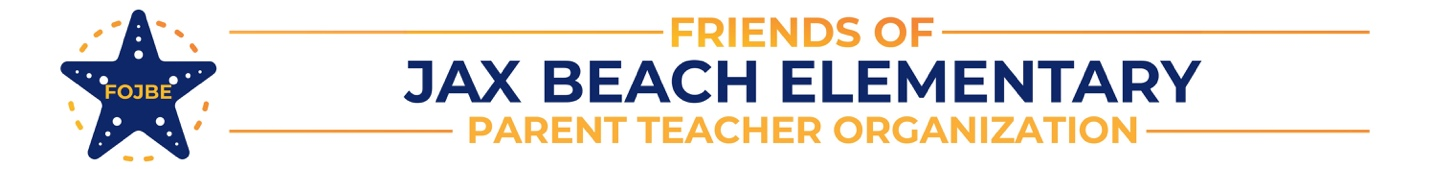 FOJBE
FRIENDS OF
JAX BEACH ELEMENTARY
PARENT TEACHER ORGANIZATION